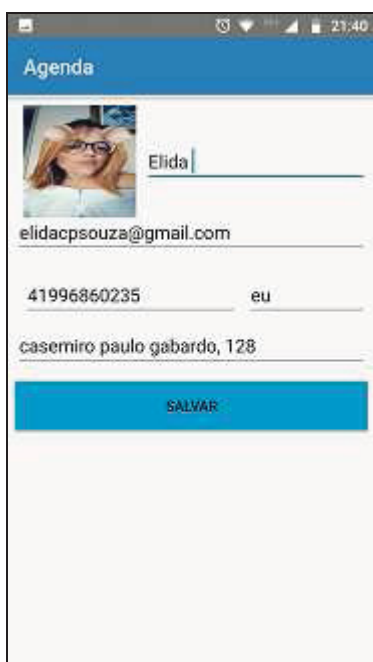 21:40
Agenda
Elida
elidacpsouza@gmail.com
41996860235 eu
casemiro paulo gabardo, 128
SALVAR